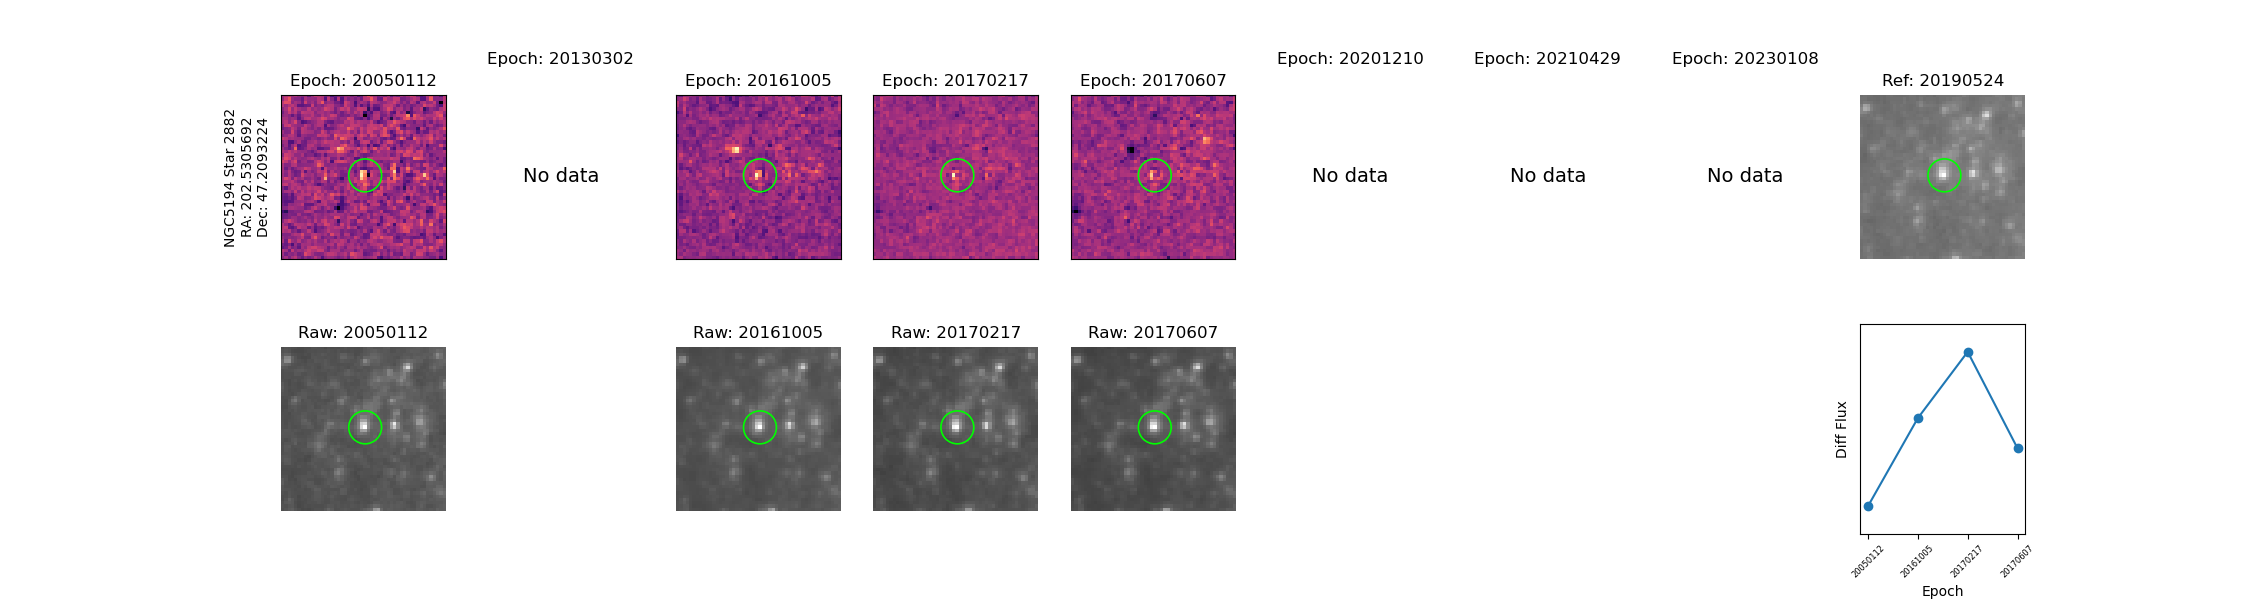 Epoch: 20130302
Epoch: 20201210
Epoch: 20210429
Epoch: 20230108
Epoch: 20050112
Epoch: 20161005
Epoch: 20170217
Epoch: 20170607
Ref: 20190524
NGC5194 Star 2882
RA: 202.5305692
Dec: 47.2093224
No data
No data
No data
No data
Raw: 20050112
Raw: 20161005
Raw: 20170217
Raw: 20170607
Diff Flux
20050112
20161005
20170217
20170607
Epoch